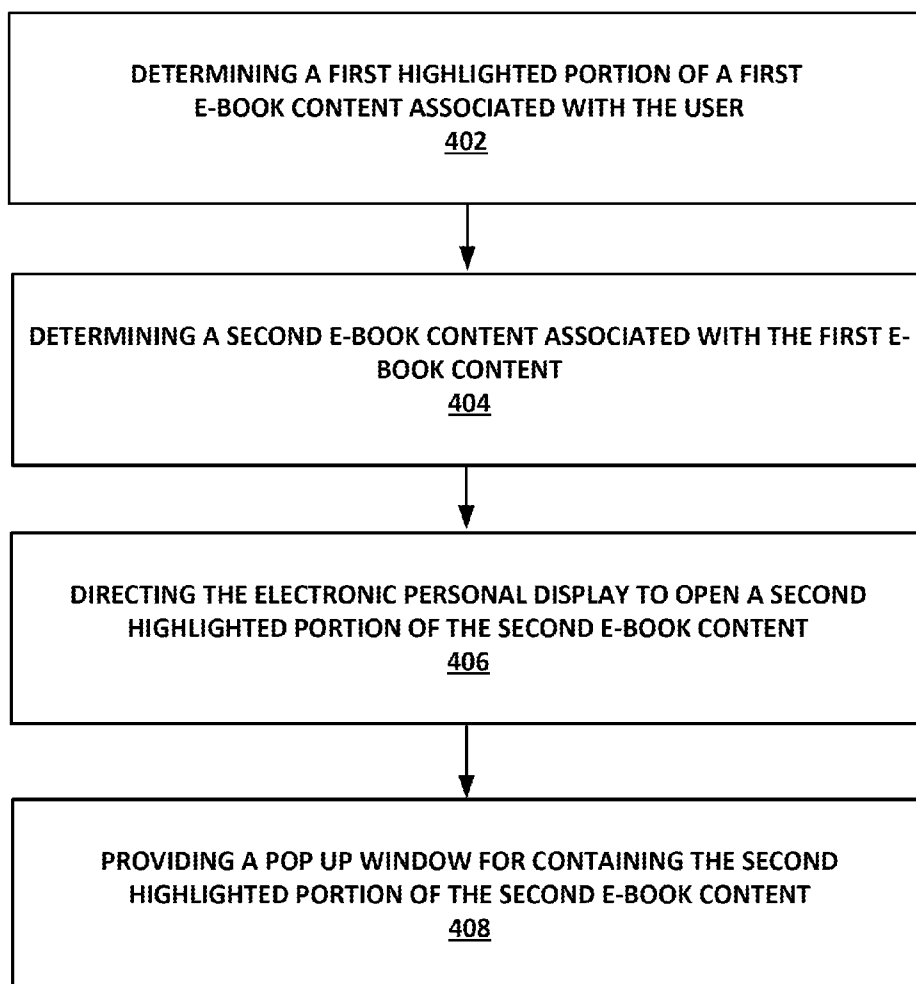 DETERMINING A FIRST HIGHLIGHTED PORTION OF A FIRST
E-BOOK CONTENT ASSOCIATED WITH THE USER
402
DETERMINING A SECOND E-BOOK CONTENT ASSOCIATED WITH THE FIRST E-
BOOK CONTENT
404
DIRECTING THE ELECTRONIC PERSONAL DISPLAY TO OPEN A SECOND
HIGHLIGHTED PORTION OF THE SECOND E-BOOK CONTENT
406
PROVIDING A POP UP WINDOW FOR CONTAINING THE SECOND
HIGHLIGHTED PORTION OF THE SECOND E-BOOK CONTENT
408